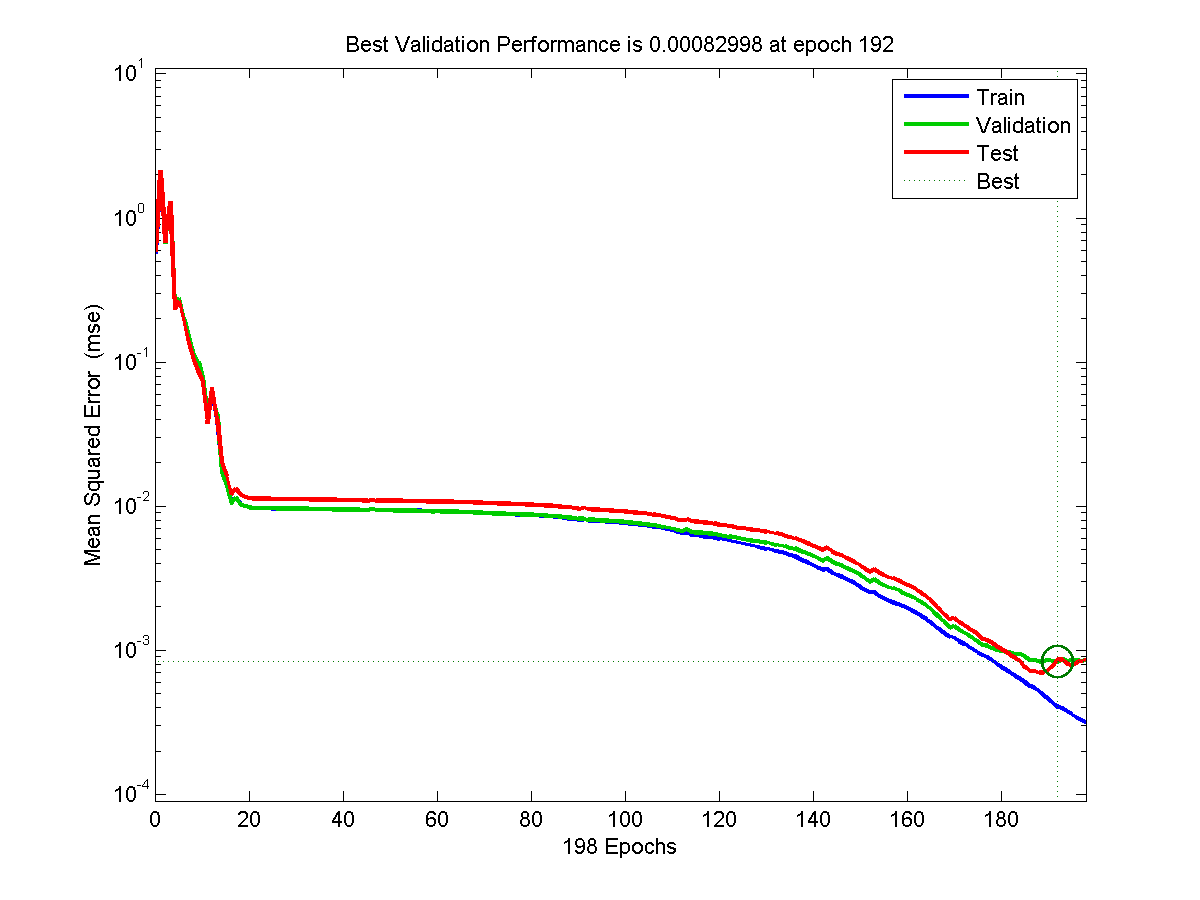 Best Validation Performance is 0.00082998 at epoch 192
10^1
10^0
10^-1
10^-2
10^-3
10^-4
Mean Squared Error (mse)
Train
Validation
Test
Best
0 20 40 60 80 100 120 140 160 180
198 Epochs